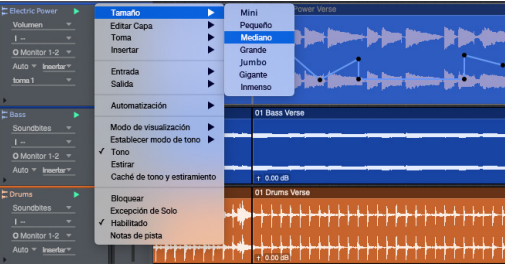 Electric Power
Volumen
I --
Monitor 1-2
Auto
Insertar
toma 1
Tamaño
Editar Capa
Toma
Insertar
Entrada
Salida
Automatización
Modo de visualización
Establecer modo de tono
✓ Tono
Estirar
Caché de tono y estiramiento
Bloquear
Excepción de Solo
✓ Habilitado
Notas de pista
Mini
Pequeño
Mediano
Grande
Jumbo
Gigante
Inmenso
Power Verse
Bass
Soundbites
I --
Monitor 1-2
Auto
Insertar
01 Bass Verse
+ 0.00 dB
Drums
Soundbites
I --
Monitor 1-2
Auto
Insertar
01 Drums Verse
+ 0.00 dB